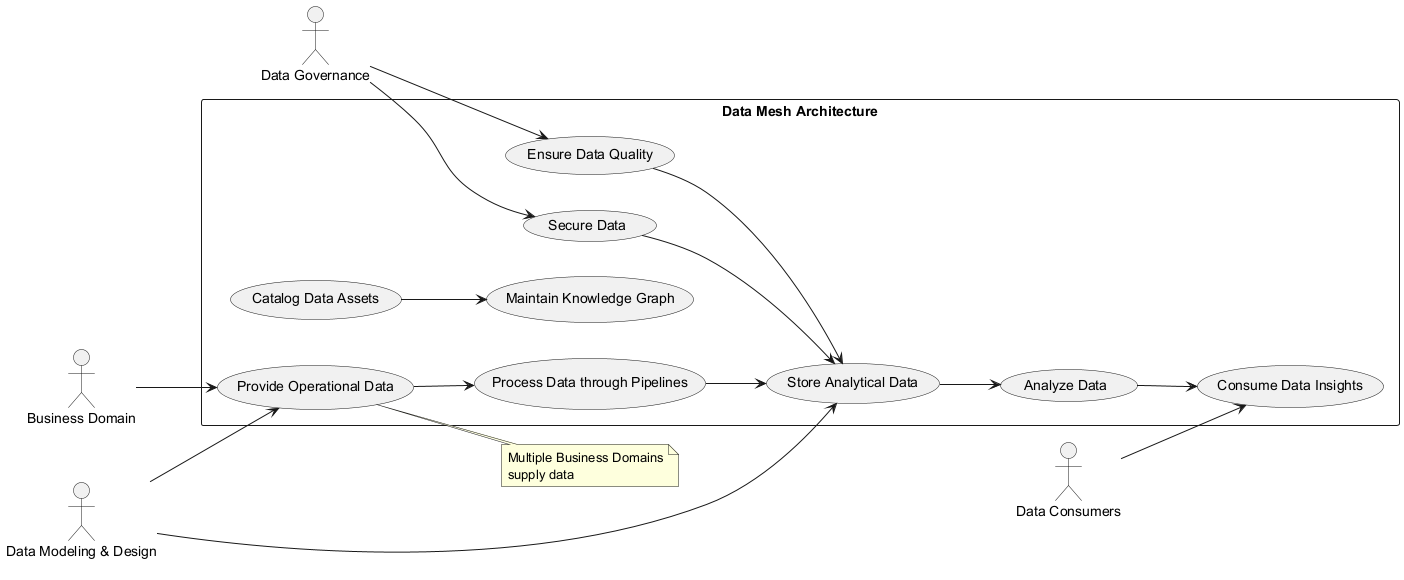 Data Governance
Data Mesh Architecture
Ensure Data Quality
Secure Data
Catalog Data Assets
Maintain Knowledge Graph
Business Domain
Provide Operational Data
Process Data through Pipelines
Store Analytical Data
Analyze Data
Consume Data Insights
Multiple Business Domains
supply data
Data Consumers
Data Modeling & Design